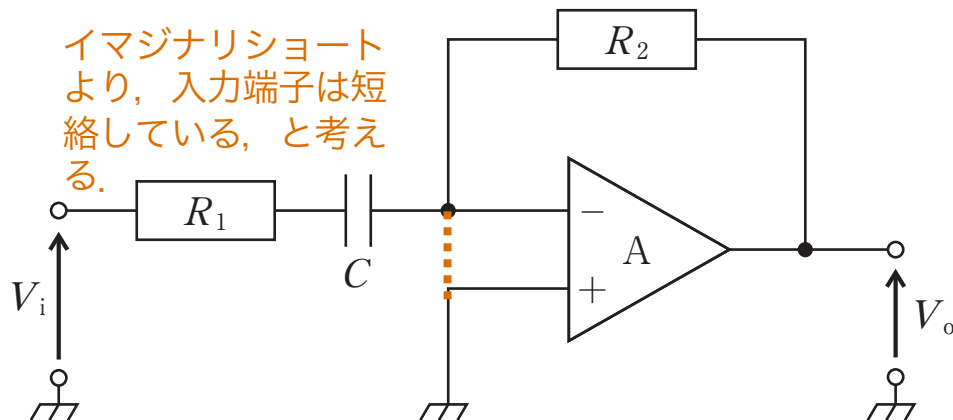 イマジナリショート
より，入力端子は短
絡している，と考え
る．
R₂
R₁
−
A
C
+
Vᵢ
Vₒ